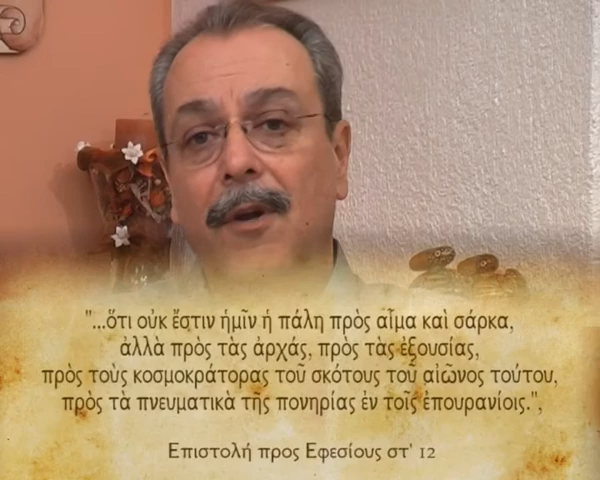 "...ὅτι οὐκ ἔστιν ἡμῖν ἡ πάλη πρὸς αἷμα καὶ σάρκα,
ἀλλὰ πρὸς τὰς ἀρχάς, πρὸς τὰς ἐξουσίας,
πρὸς τοὺς κοσμοκράτορας τοῦ σκότους τοῦ αἰῶνος τούτου,
πρὸς τὰ πνευματικὰ τῆς πονηρίας ἐν τοῖς ἐπουρανίοις.",
Επιστολή προς Εφεσίους στ' 12